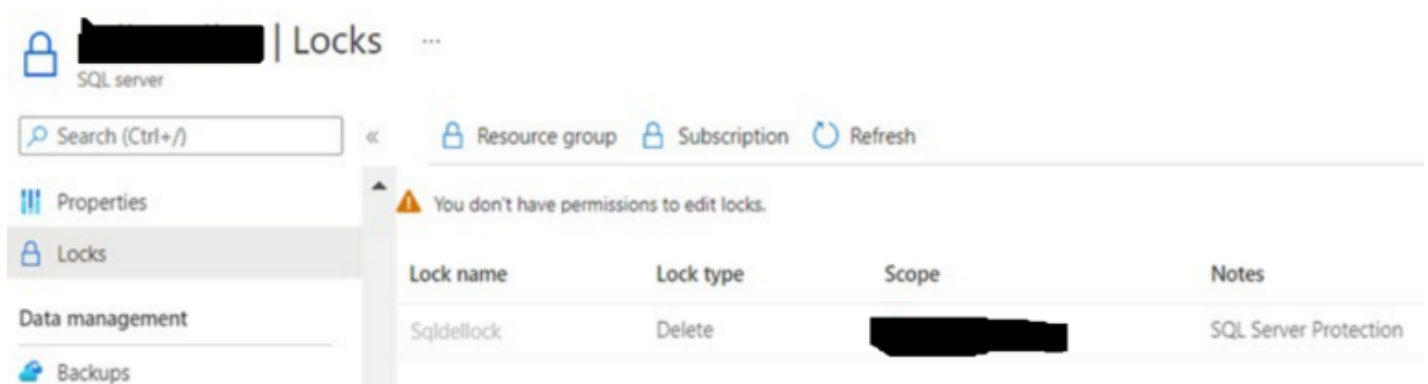 | Locks ...
SQL server
Search (Ctrl+/)
«
Resource group Subscription Refresh
Properties
Locks
Data management
Backups
You don't have permissions to edit locks.
Lock name Lock type Scope Notes
Sqldellock Delete SQL Server Protection